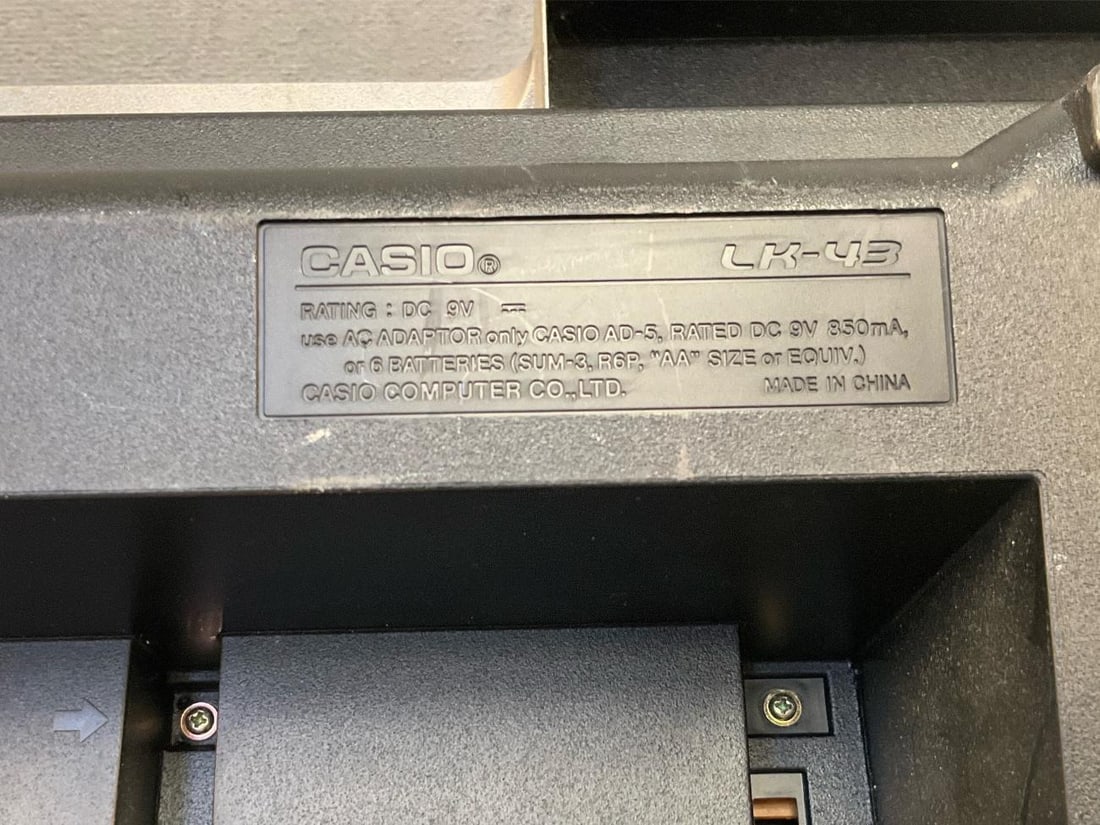 CASIO® LK-43
RATING : DC 9V ⎓
use AC ADAPTOR only CASIO AD-5, RATED DC 9V 850mA,
or 6 BATTERIES (SUM-3, R6P, "AA" SIZE or EQUIV.)
CASIO COMPUTER CO.,LTD. MADE IN CHINA